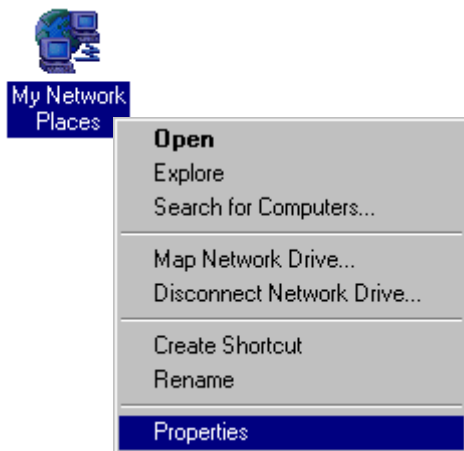 My Network
Places
Open
Explore
Search for Computers...
Map Network Drive...
Disconnect Network Drive...
Create Shortcut
Rename
Properties